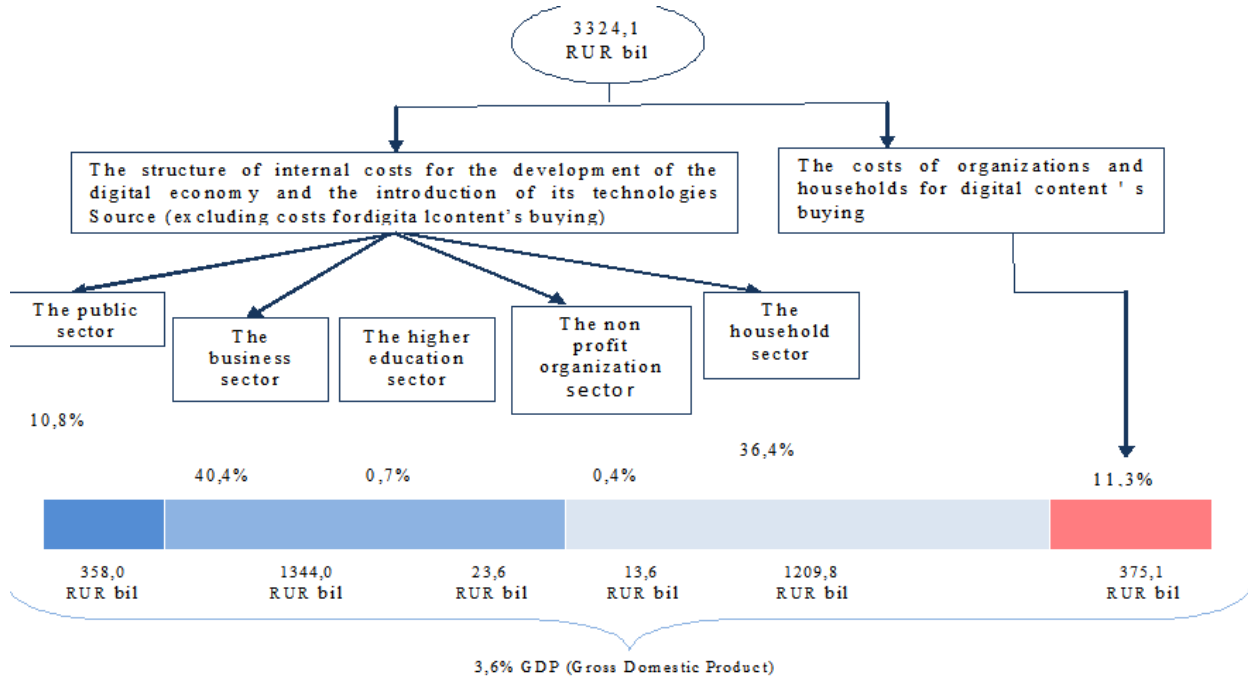 3324,1
RUR bil
The structure of internal costs for the development of the
digital economy and the introduction of its technologies
Source (excluding costs fordigita lcontent's buying)
The costs of organizations and
households for digital content ' s
buying
The public
sector
The
business
sector
The higher
education
sector
The non
profit
organization
sector
The
household
sector
10,8%
40,4%
0,7%
0,4%
36,4%
11,3%
358,0
RUR bil
1344,0
RUR bil
23,6
RUR bil
13,6
RUR bil
1209,8
RUR bil
375,1
RUR bil
3,6% GDP (Gross Domestic Product)